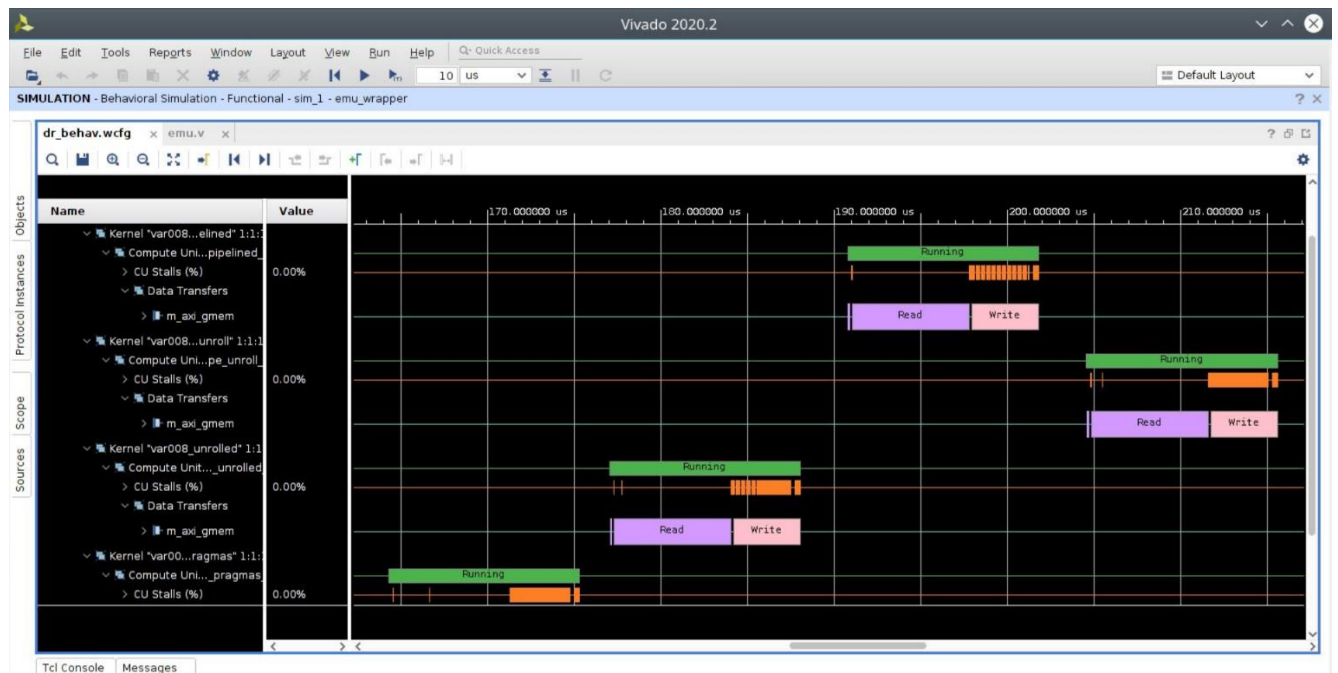 Vivado 2020.2
File Edit Tools Reports Window Layout View Run Help Q- Quick Access
10 us Default Layout
SIMULATION - Behavioral Simulation - Functional - sim_1 - emu_wrapper ? ×
dr_behav.wcfg × emu.v × ?
Objects
Protocol Instances
Scope
Sources
Name Value
170.000000 us 180.000000 us 190.000000 us 200.000000 us 210.000000 us
Kernel "var008...elined" 1:1:1
Compute Uni...pipelined_ Running
CU Stalls (%) 0.00%
Data Transfers
m_axi_gmem Read Write
Kernel "var008...unroll" 1:1:1
Compute Uni...pe_unroll_ Running
CU Stalls (%) 0.00%
Data Transfers
m_axi_gmem Read Write
Kernel "var008_unrolled" 1:1
Compute Unit..._unrolled Running
CU Stalls (%) 0.00%
Data Transfers
m_axi_gmem Read Write
Kernel "var00...ragmas" 1:1:
Compute Uni..._pragmas_ Running
CU Stalls (%) 0.00%
Tcl Console Messages